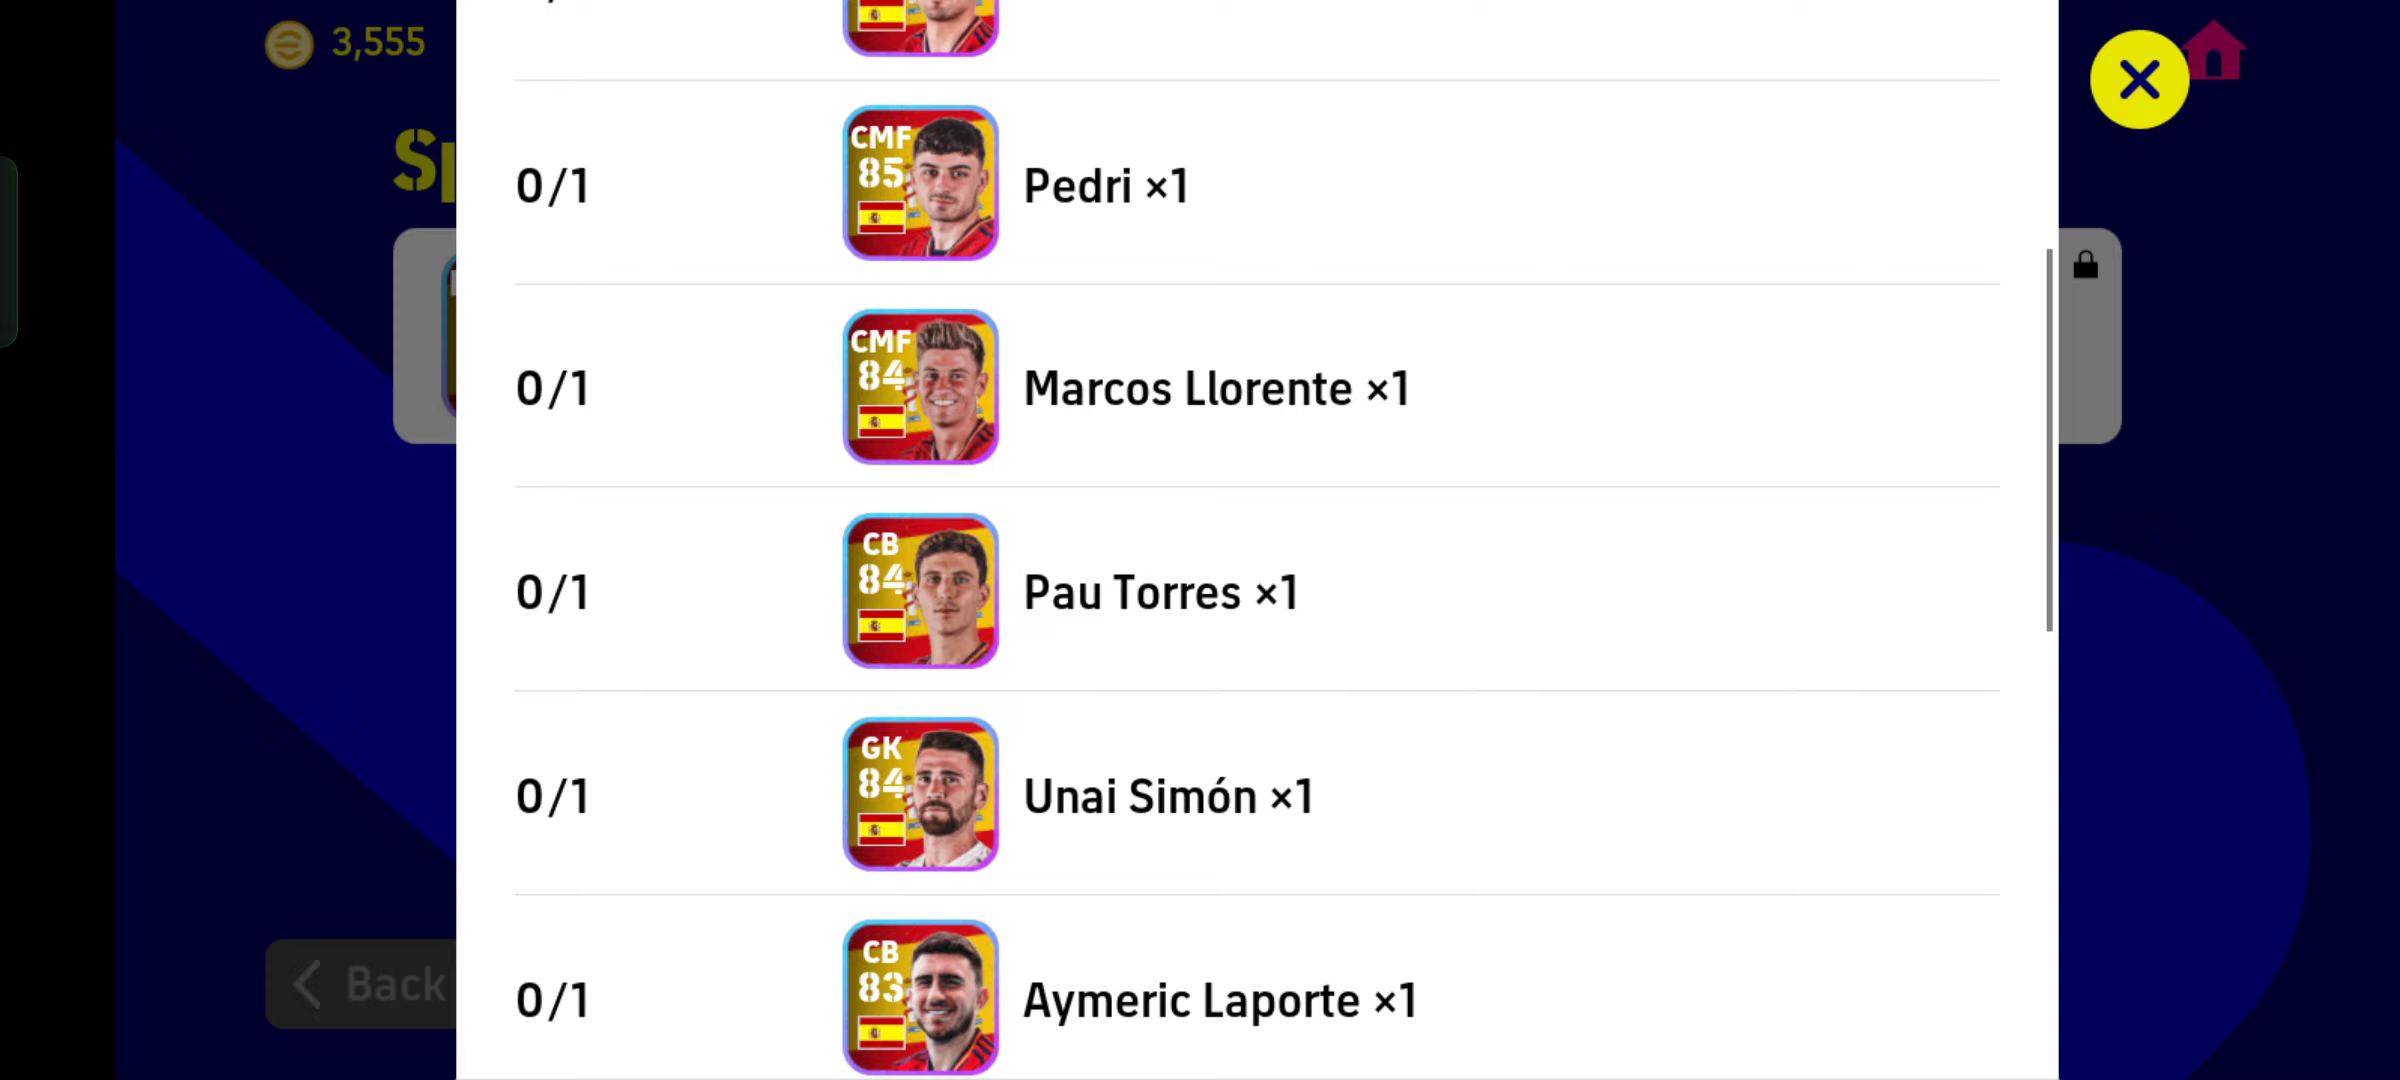 3,555
Sp
0/1
CMF
85
Pedri ×1
0/1
CMF
84
Marcos Llorente ×1
0/1
CB
84
Pau Torres ×1
0/1
GK
84
Unai Simón ×1
0/1
CB
83
Aymeric Laporte ×1
Back